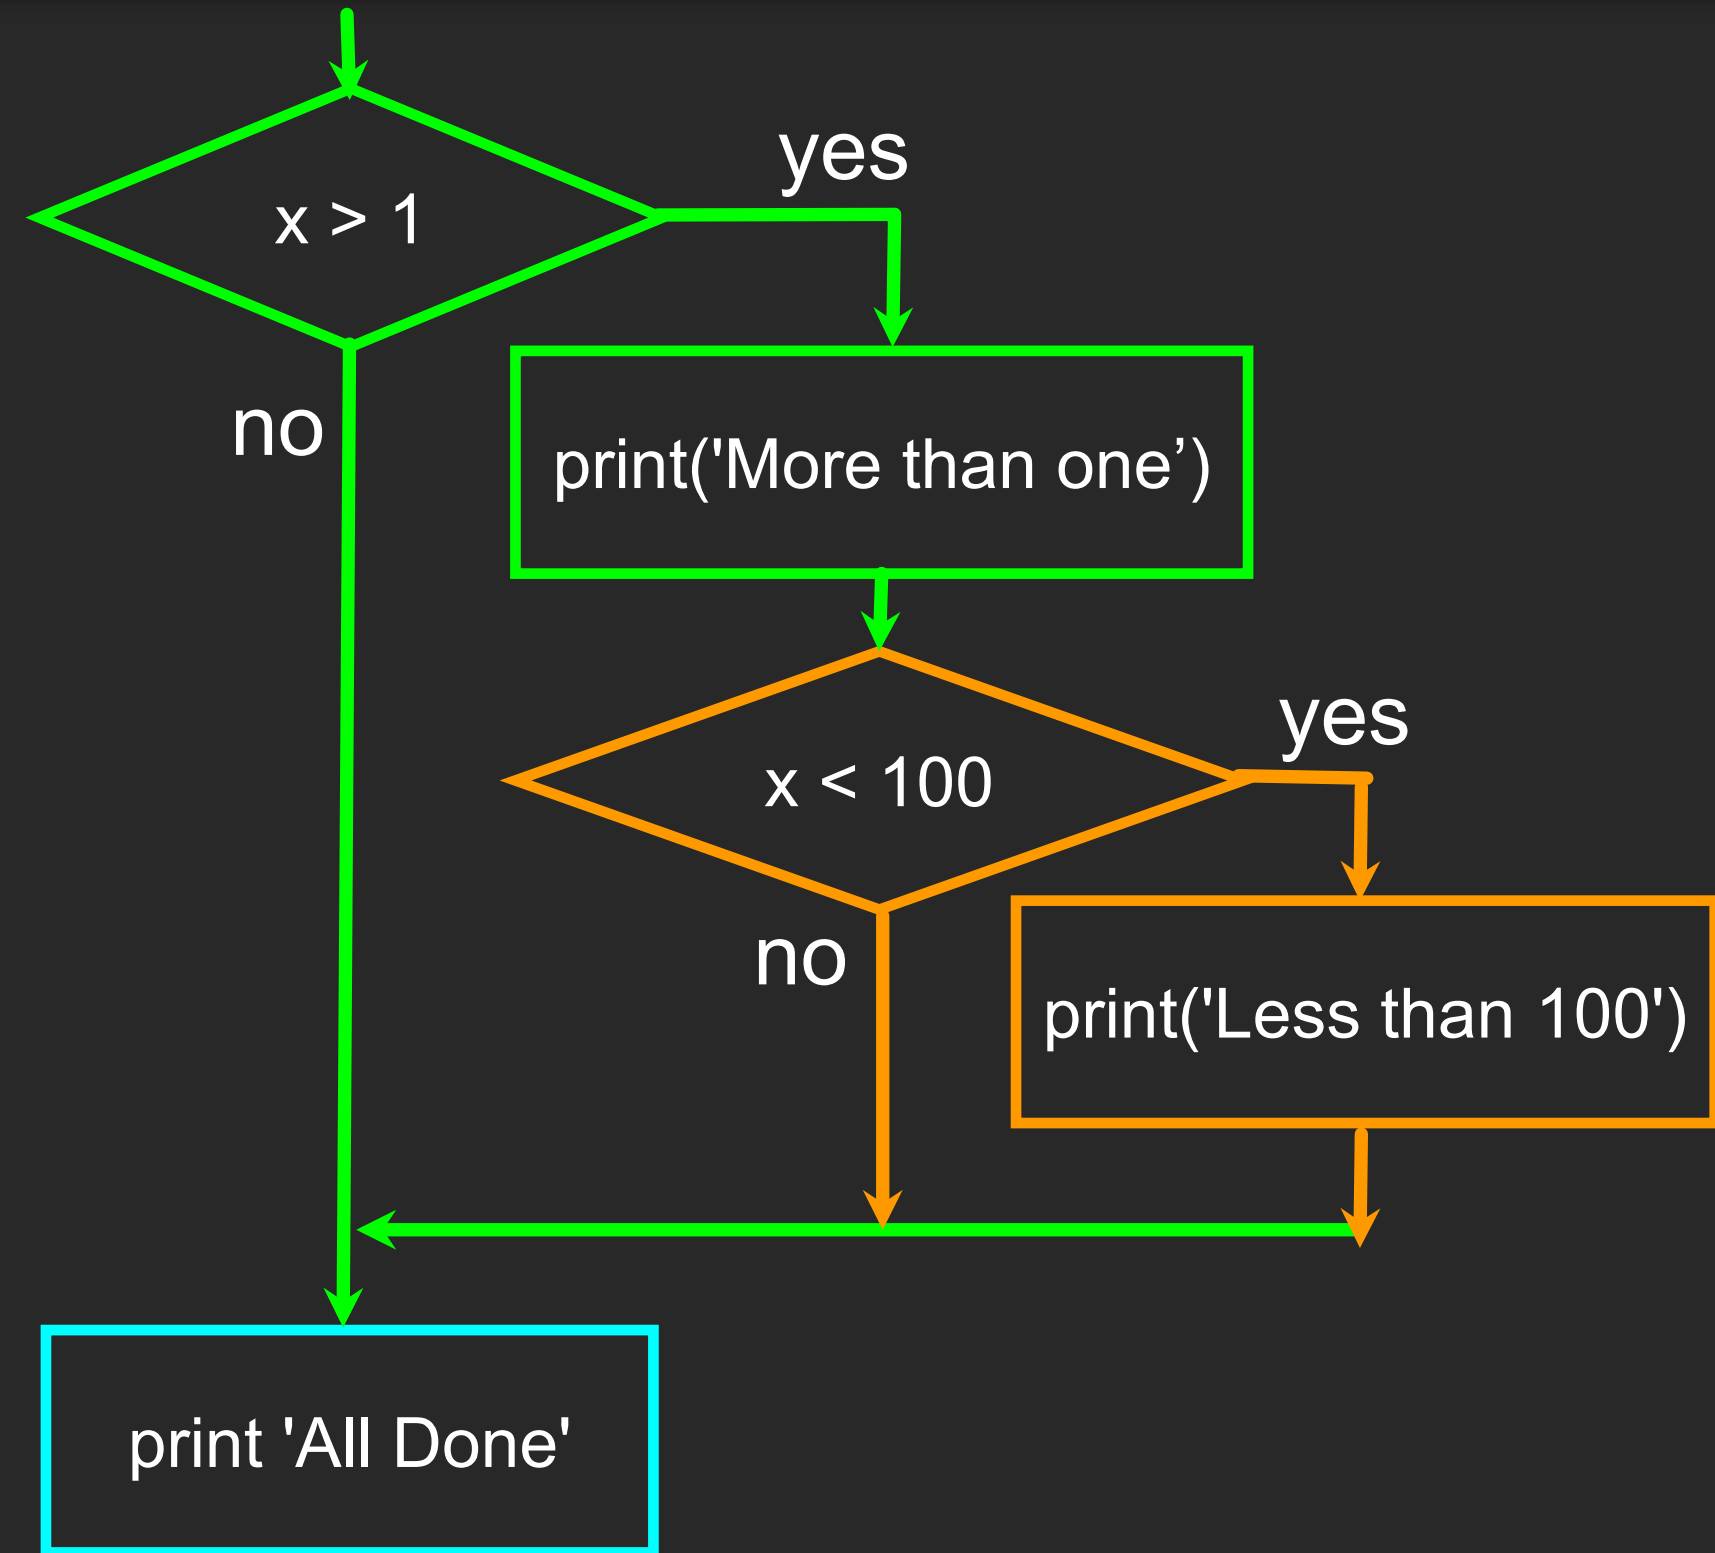 x > 1
yes
no
print('More than one’)
x < 100
yes
no
print('Less than 100')
print 'All Done'